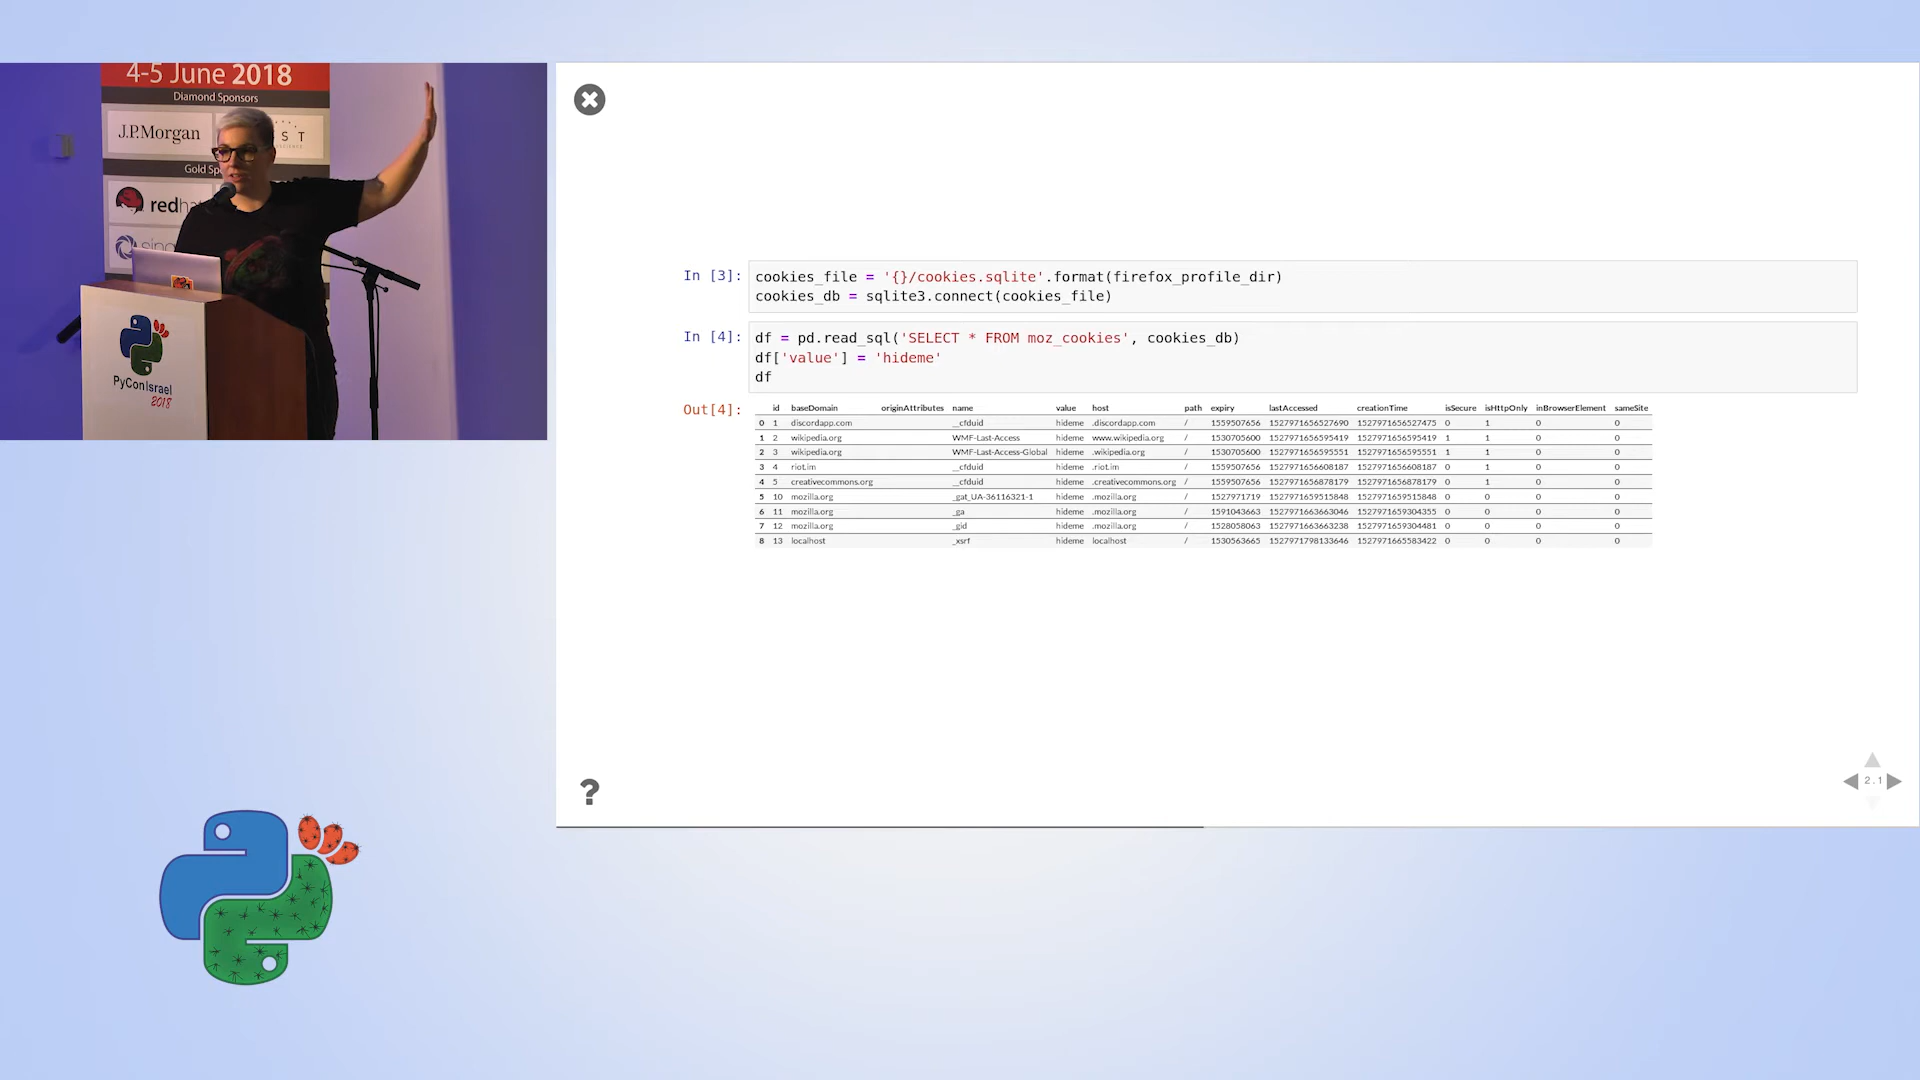 4-5 June 2018
Diamond Sponsors
J.P.Morgan
ST
Gold
red
PyConIsrael
2018
In [3]: cookies_file = '{}/cookies.sqlite'.format(firefox_profile_dir)
cookies_db = sqlite3.connect(cookies_file)
In [4]: df = pd.read_sql('SELECT * FROM moz_cookies', cookies_db)
df['value'] = 'hideme'
df
Out[4]:
id baseDomain originAttributes name value host path expiry lastAccessed creationTime isSecure isHttpOnly inBrowserElement sameSite
0 1 discordapp.com __cfduid hideme .discordapp.com / 1559507656 1527971656527690 1527971656527475 0 1 0 0
1 2 wikipedia.org WMF-Last-Access hideme www.wikipedia.org / 1530705600 1527971656595419 1527971656595419 1 1 0 0
2 3 wikipedia.org WMF-Last-Access-Global hideme .wikipedia.org / 1530705600 1527971656595551 1527971656595551 1 1 0 0
3 4 riot.im __cfduid hideme .riot.im / 1559507656 1527971656608187 1527971656608187 0 1 0 0
4 5 creativecommons.org __cfduid hideme .creativecommons.org / 1559507656 1527971656878179 1527971656878179 0 1 0 0
5 10 mozilla.org _gat_UA-36116321-1 hideme .mozilla.org / 1527971719 1527971659515848 1527971659515848 0 0 0 0
6 11 mozilla.org _ga hideme .mozilla.org / 1591043663 1527971663663046 1527971659304355 0 0 0 0
7 12 mozilla.org _gid hideme .mozilla.org / 1528058063 1527971663663238 1527971659304481 0 0 0 0
8 13 localhost _xsrf hideme localhost / 1530563665 1527971798133646 1527971665583422 0 0 0 0
?
2.1